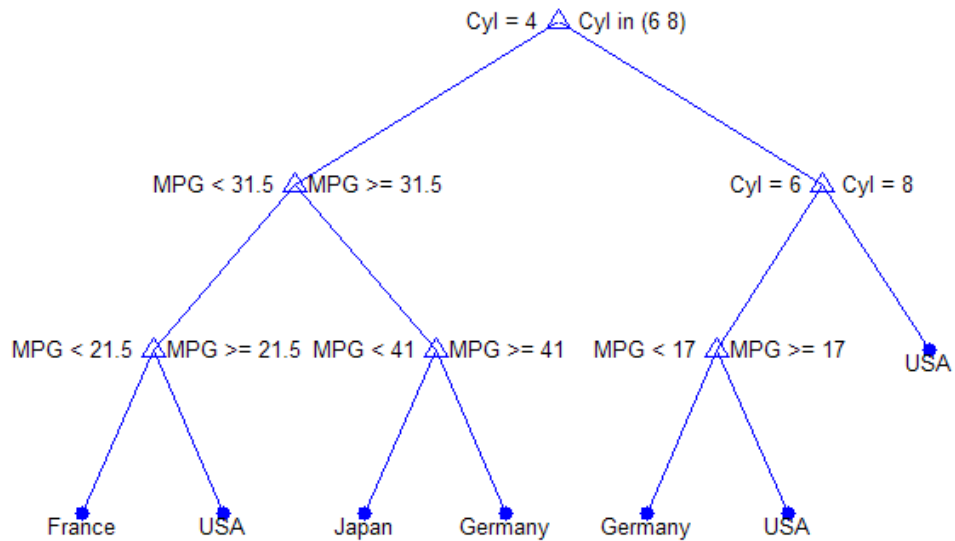 Cyl = 4 Cyl in (6 8)
MPG < 31.5 MPG >= 31.5 Cyl = 6 Cyl = 8
MPG < 21.5 MPG >= 21.5 MPG < 41 MPG >= 41 MPG < 17 MPG >= 17
USA
France USA Japan Germany Germany USA